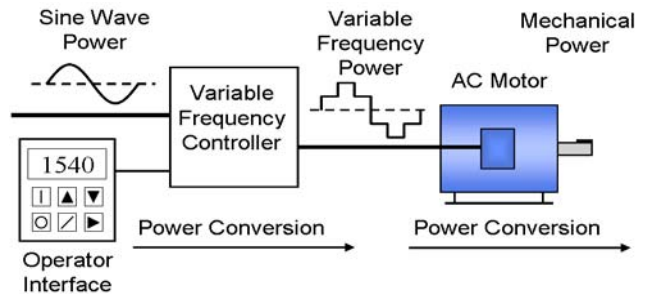 Sine Wave
Power
Variable
Frequency
Power
Mechanical
Power
AC Motor
Variable
Frequency
Controller
1540
Power Conversion
Power Conversion
Operator
Interface